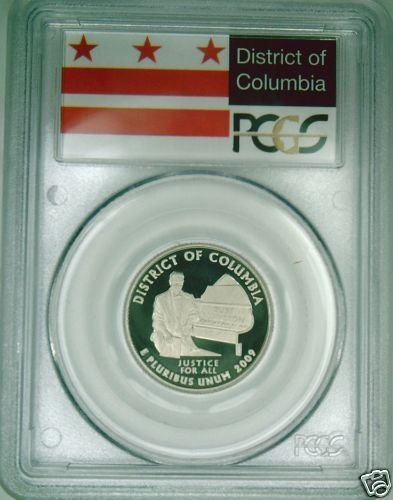 District of
Columbia
PCGS
DISTRICT OF COLUMBIA
JUSTICE
FOR ALL
E PLURIBUS UNUM 2009
PCGS